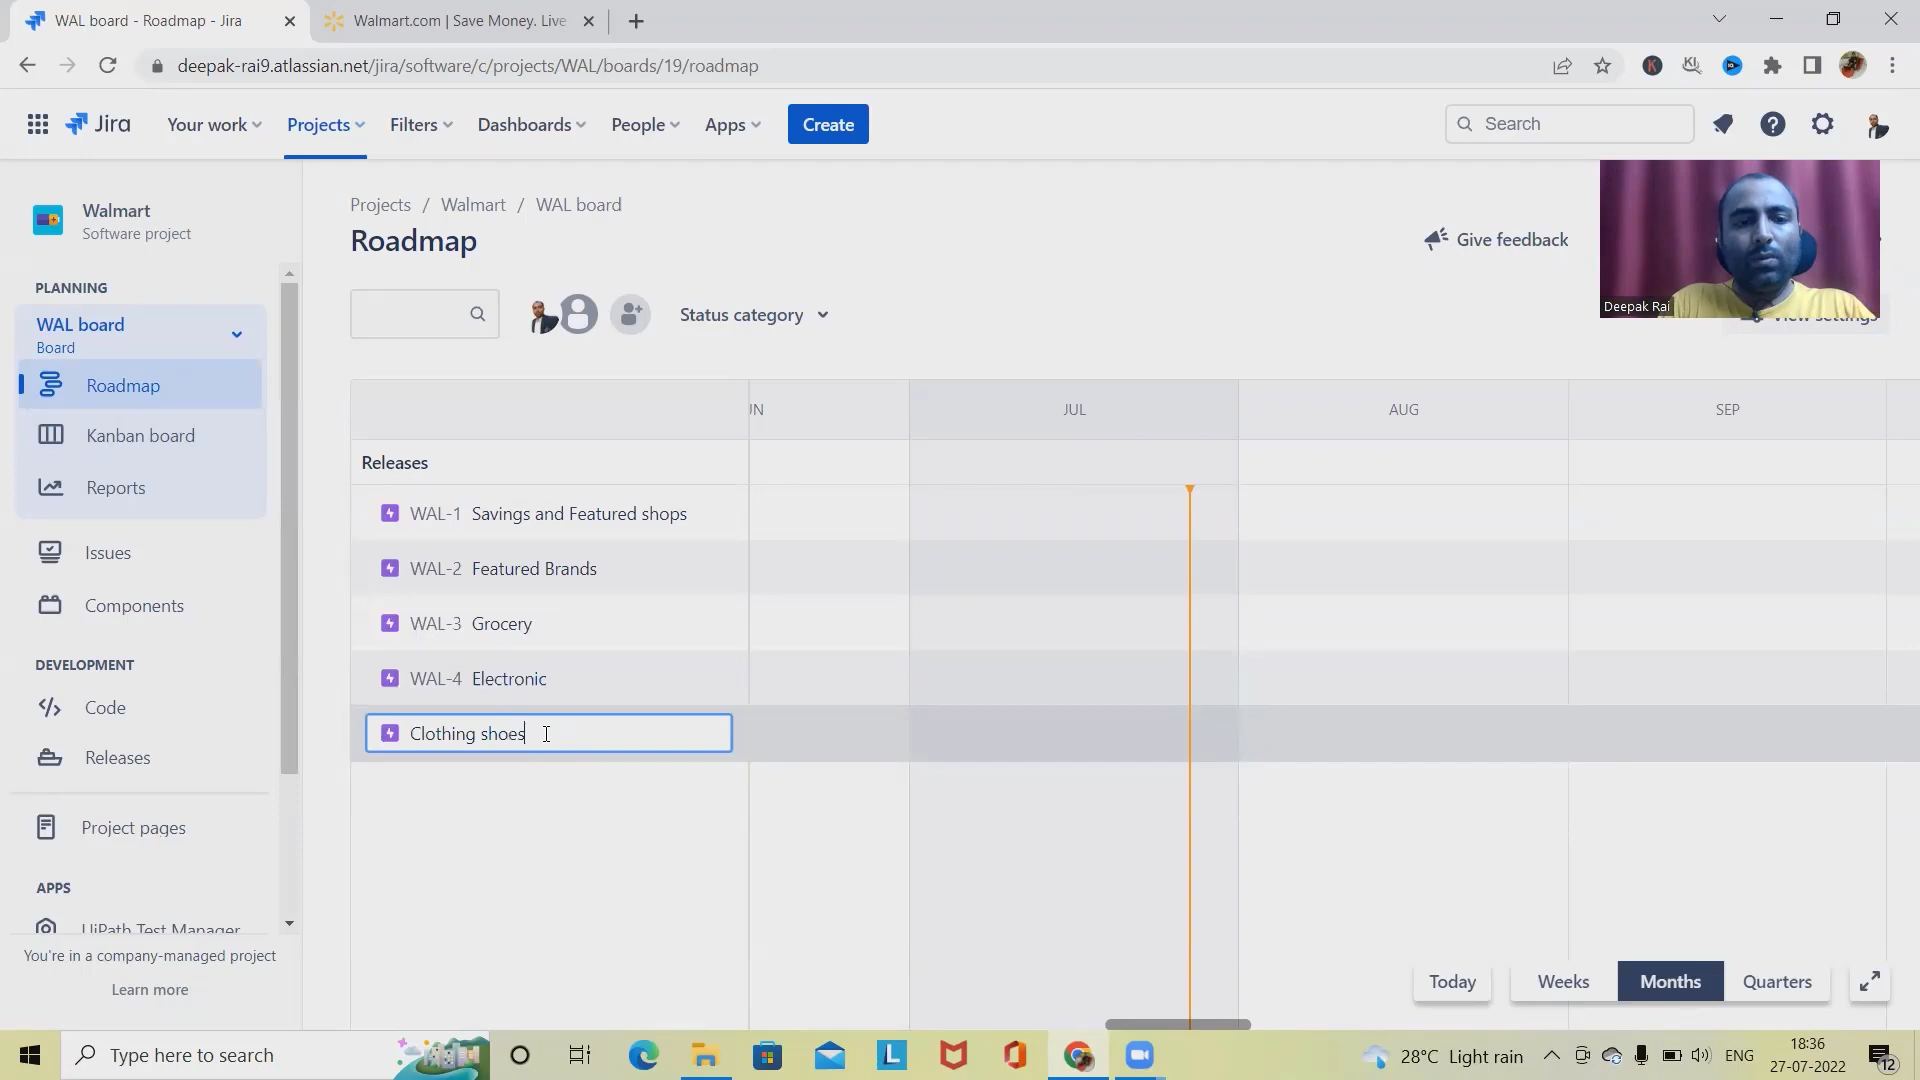 WAL board - Roadmap - Jira
Walmart.com | Save Money. Live
deepak-rai9.atlassian.net/jira/software/c/projects/WAL/boards/19/roadmap
Jira
Your work
Projects
Filters
Dashboards
People
Apps
Create
Search
Walmart
Software project
Projects / Walmart / WAL board
Roadmap
Give feedback
Deepak Rai
View settings
Status category
PLANNING
WAL board
Board
Roadmap
Kanban board
Reports
Issues
Components
DEVELOPMENT
Code
Releases
Project pages
APPS
UiPath Test Manager
You're in a company-managed project
Learn more
UN
JUL
AUG
SEP
Releases
WAL-1 Savings and Featured shops
WAL-2 Featured Brands
WAL-3 Grocery
WAL-4 Electronic
Clothing shoes
Today
Weeks
Months
Quarters
Type here to search
28°C Light rain
ENG
18:36
27-07-2022
12